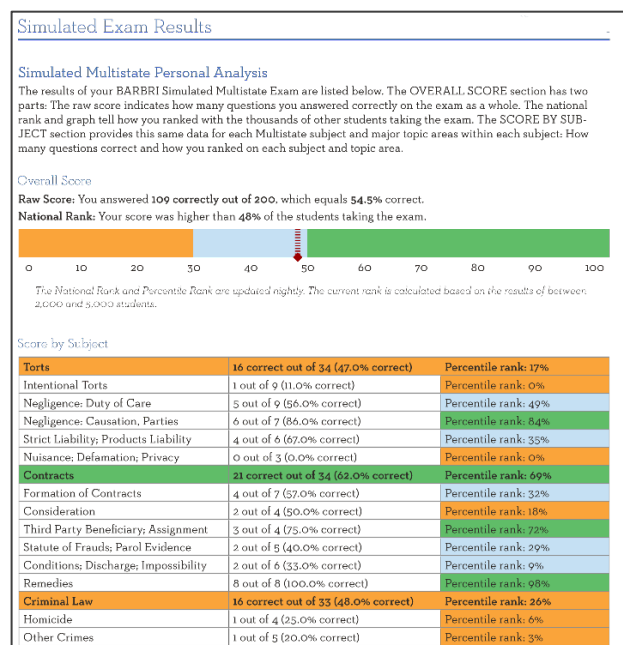 Simulated Exam Results
Simulated Multistate Personal Analysis
The results of your BARBRI Simulated Multistate Exam are listed below. The OVERALL SCORE section has two
parts: The raw score indicates how many questions you answered correctly on the exam as a whole. The national
rank and graph tell how you ranked with the thousands of other students taking the exam. The SCORE BY SUB-
JECT section provides this same data for each Multistate subject and major topic areas within each subject: How
many questions correct and how you ranked on each subject and topic area.
Overall Score
Raw Score: You answered 109 correctly out of 200, which equals 54.5% correct.
National Rank: Your score was higher than 48% of the students taking the exam.
0 10 20 30 40 50 60 70 80 90 100
The National Rank and Percentile Rank are updated nightly. The current rank is calculated based on the results of between
2,000 and 5,000 students.
Score by Subject
Torts 16 correct out of 34 (47.0% correct) Percentile rank: 17%
Intentional Torts 1 out of 9 (11.0% correct) Percentile rank: 0%
Negligence: Duty of Care 5 out of 9 (56.0% correct) Percentile rank: 49%
Negligence: Causation, Parties 6 out of 7 (86.0% correct) Percentile rank: 84%
Strict Liability; Products Liability 4 out of 6 (67.0% correct) Percentile rank: 35%
Nuisance; Defamation; Privacy 0 out of 3 (0.0% correct) Percentile rank: 0%
Contracts 21 correct out of 34 (62.0% correct) Percentile rank: 69%
Formation of Contracts 4 out of 7 (57.0% correct) Percentile rank: 32%
Consideration 2 out of 4 (50.0% correct) Percentile rank: 18%
Third Party Beneficiary; Assignment 3 out of 4 (75.0% correct) Percentile rank: 72%
Statute of Frauds; Parol Evidence 2 out of 5 (40.0% correct) Percentile rank: 29%
Conditions; Discharge; Impossibility 2 out of 6 (33.0% correct) Percentile rank: 9%
Remedies 8 out of 8 (100.0% correct) Percentile rank: 98%
Criminal Law 16 correct out of 33 (48.0% correct) Percentile rank: 26%
Homicide 1 out of 4 (25.0% correct) Percentile rank: 6%
Other Crimes 1 out of 5 (20.0% correct) Percentile rank: 3%